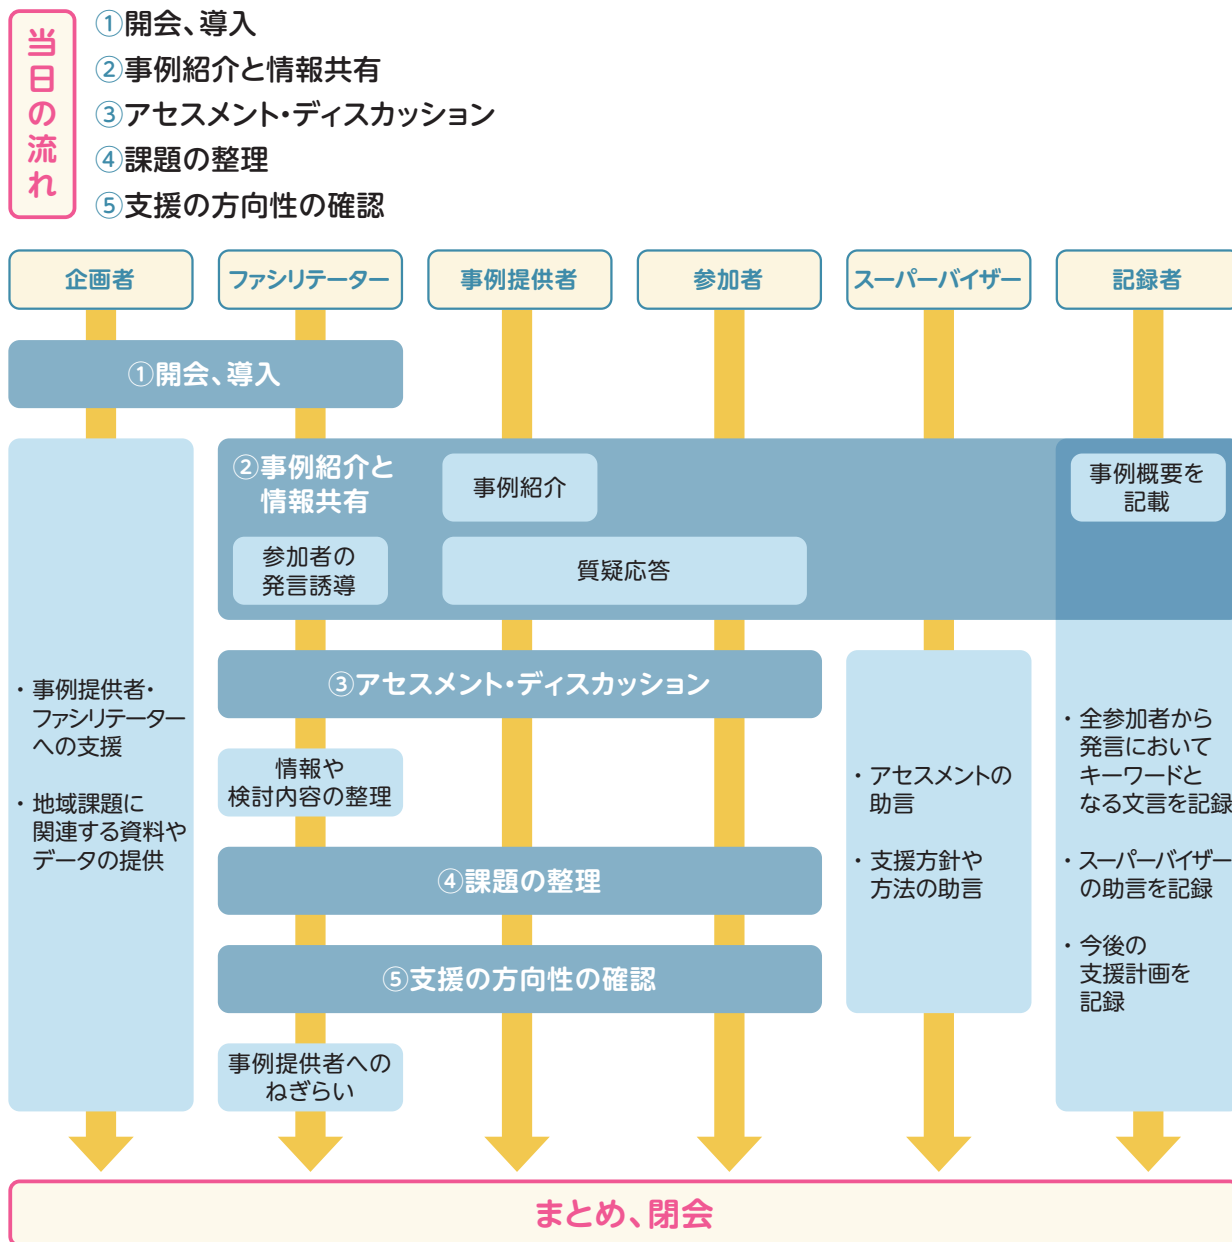 当日の流れ
①開会、導入
②事例紹介と情報共有
③アセスメント・ディスカッション
④課題の整理
⑤支援の方向性の確認
企画者
ファシリテーター
事例提供者
参加者
スーパーバイザー
記録者
①開会、導入
②事例紹介と
情報共有
事例紹介
事例概要を
記載
参加者の
発言誘導
質疑応答
・事例提供者・
ファシリテーター
への支援
・地域課題に
関連する資料や
データの提供
③アセスメント・ディスカッション
情報や
検討内容の整理
④課題の整理
⑤支援の方向性の確認
事例提供者への
ねぎらい
・アセスメントの
助言
・支援方針や
方法の助言
・全参加者から
発言において
キーワードと
なる文言を記録
・スーパーバイザー
の助言を記録
・今後の
支援計画を
記録
まとめ、閉会